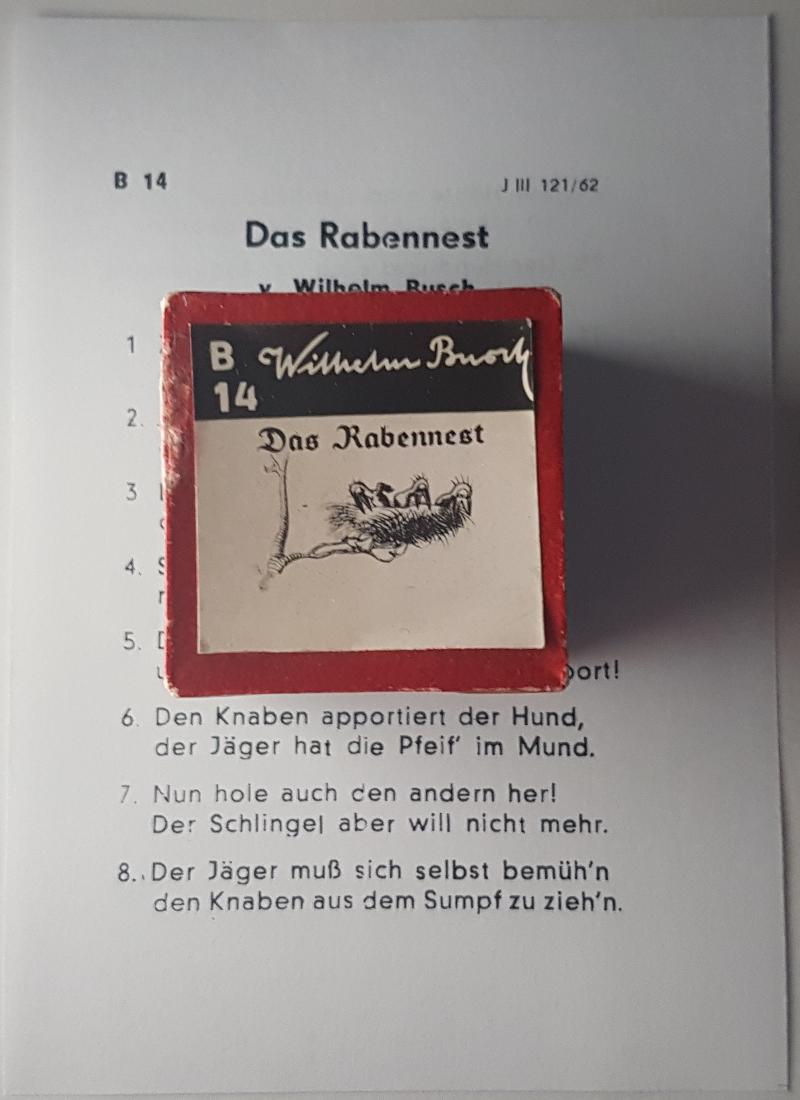 B 14
J III 121/62
Das Rabennest
v. Wilhelm Busch
B Wilhelm Busch
14
Das Rabennest
1
2.
3
4.
5.
6. Den Knaben apportiert der Hund,
der Jäger hat die Pfeif' im Mund.
7. Nun hole auch den andern her!
Der Schlingel aber will nicht mehr.
8. Der Jäger muß sich selbst bemüh'n
den Knaben aus dem Sumpf zu zieh'n.